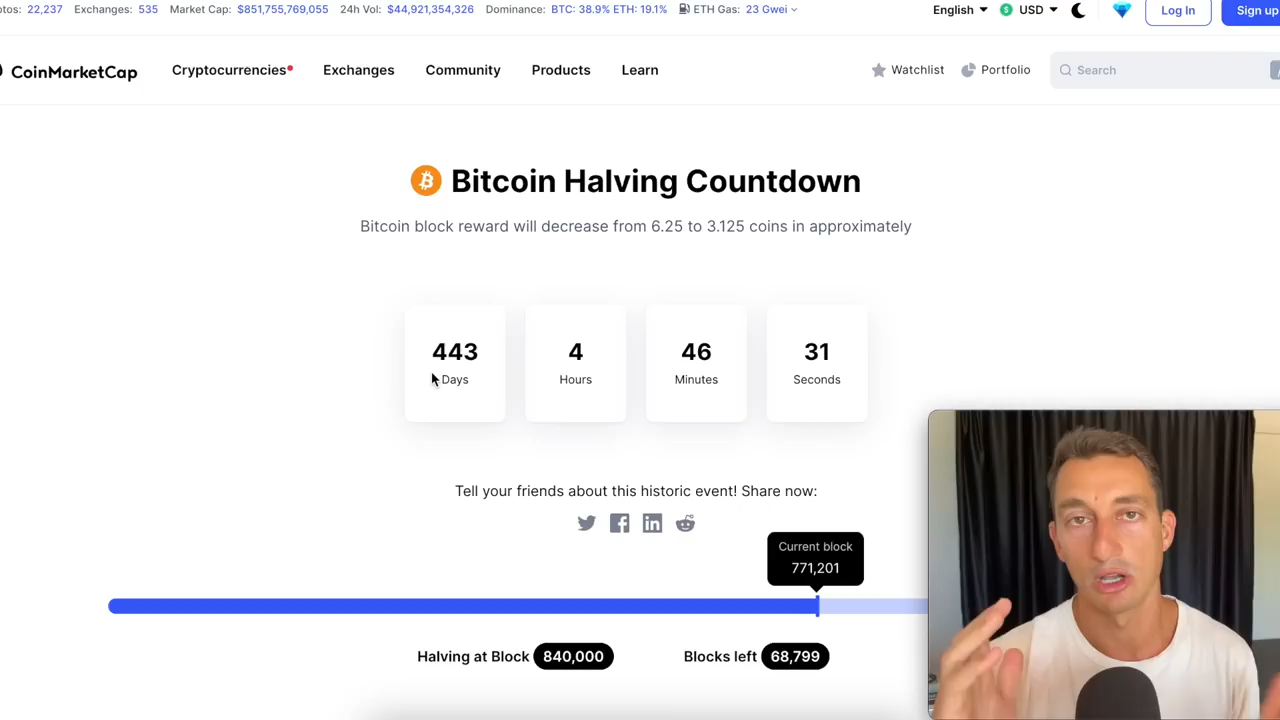 ptos: 22,237 Exchanges: 535 Market Cap: $851,755,769,055 24h Vol: $44,921,354,326 Dominance: BTC: 38.9% ETH: 19.1% ETH Gas: 23 Gwei English USD Log In Sign up
CoinMarketCap Cryptocurrencies Exchanges Community Products Learn Watchlist Portfolio Search
Bitcoin Halving Countdown
Bitcoin block reward will decrease from 6.25 to 3.125 coins in approximately
443 4 46 31
Days Hours Minutes Seconds
Tell your friends about this historic event! Share now:
Current block
771,201
Halving at Block 840,000 Blocks left 68,799